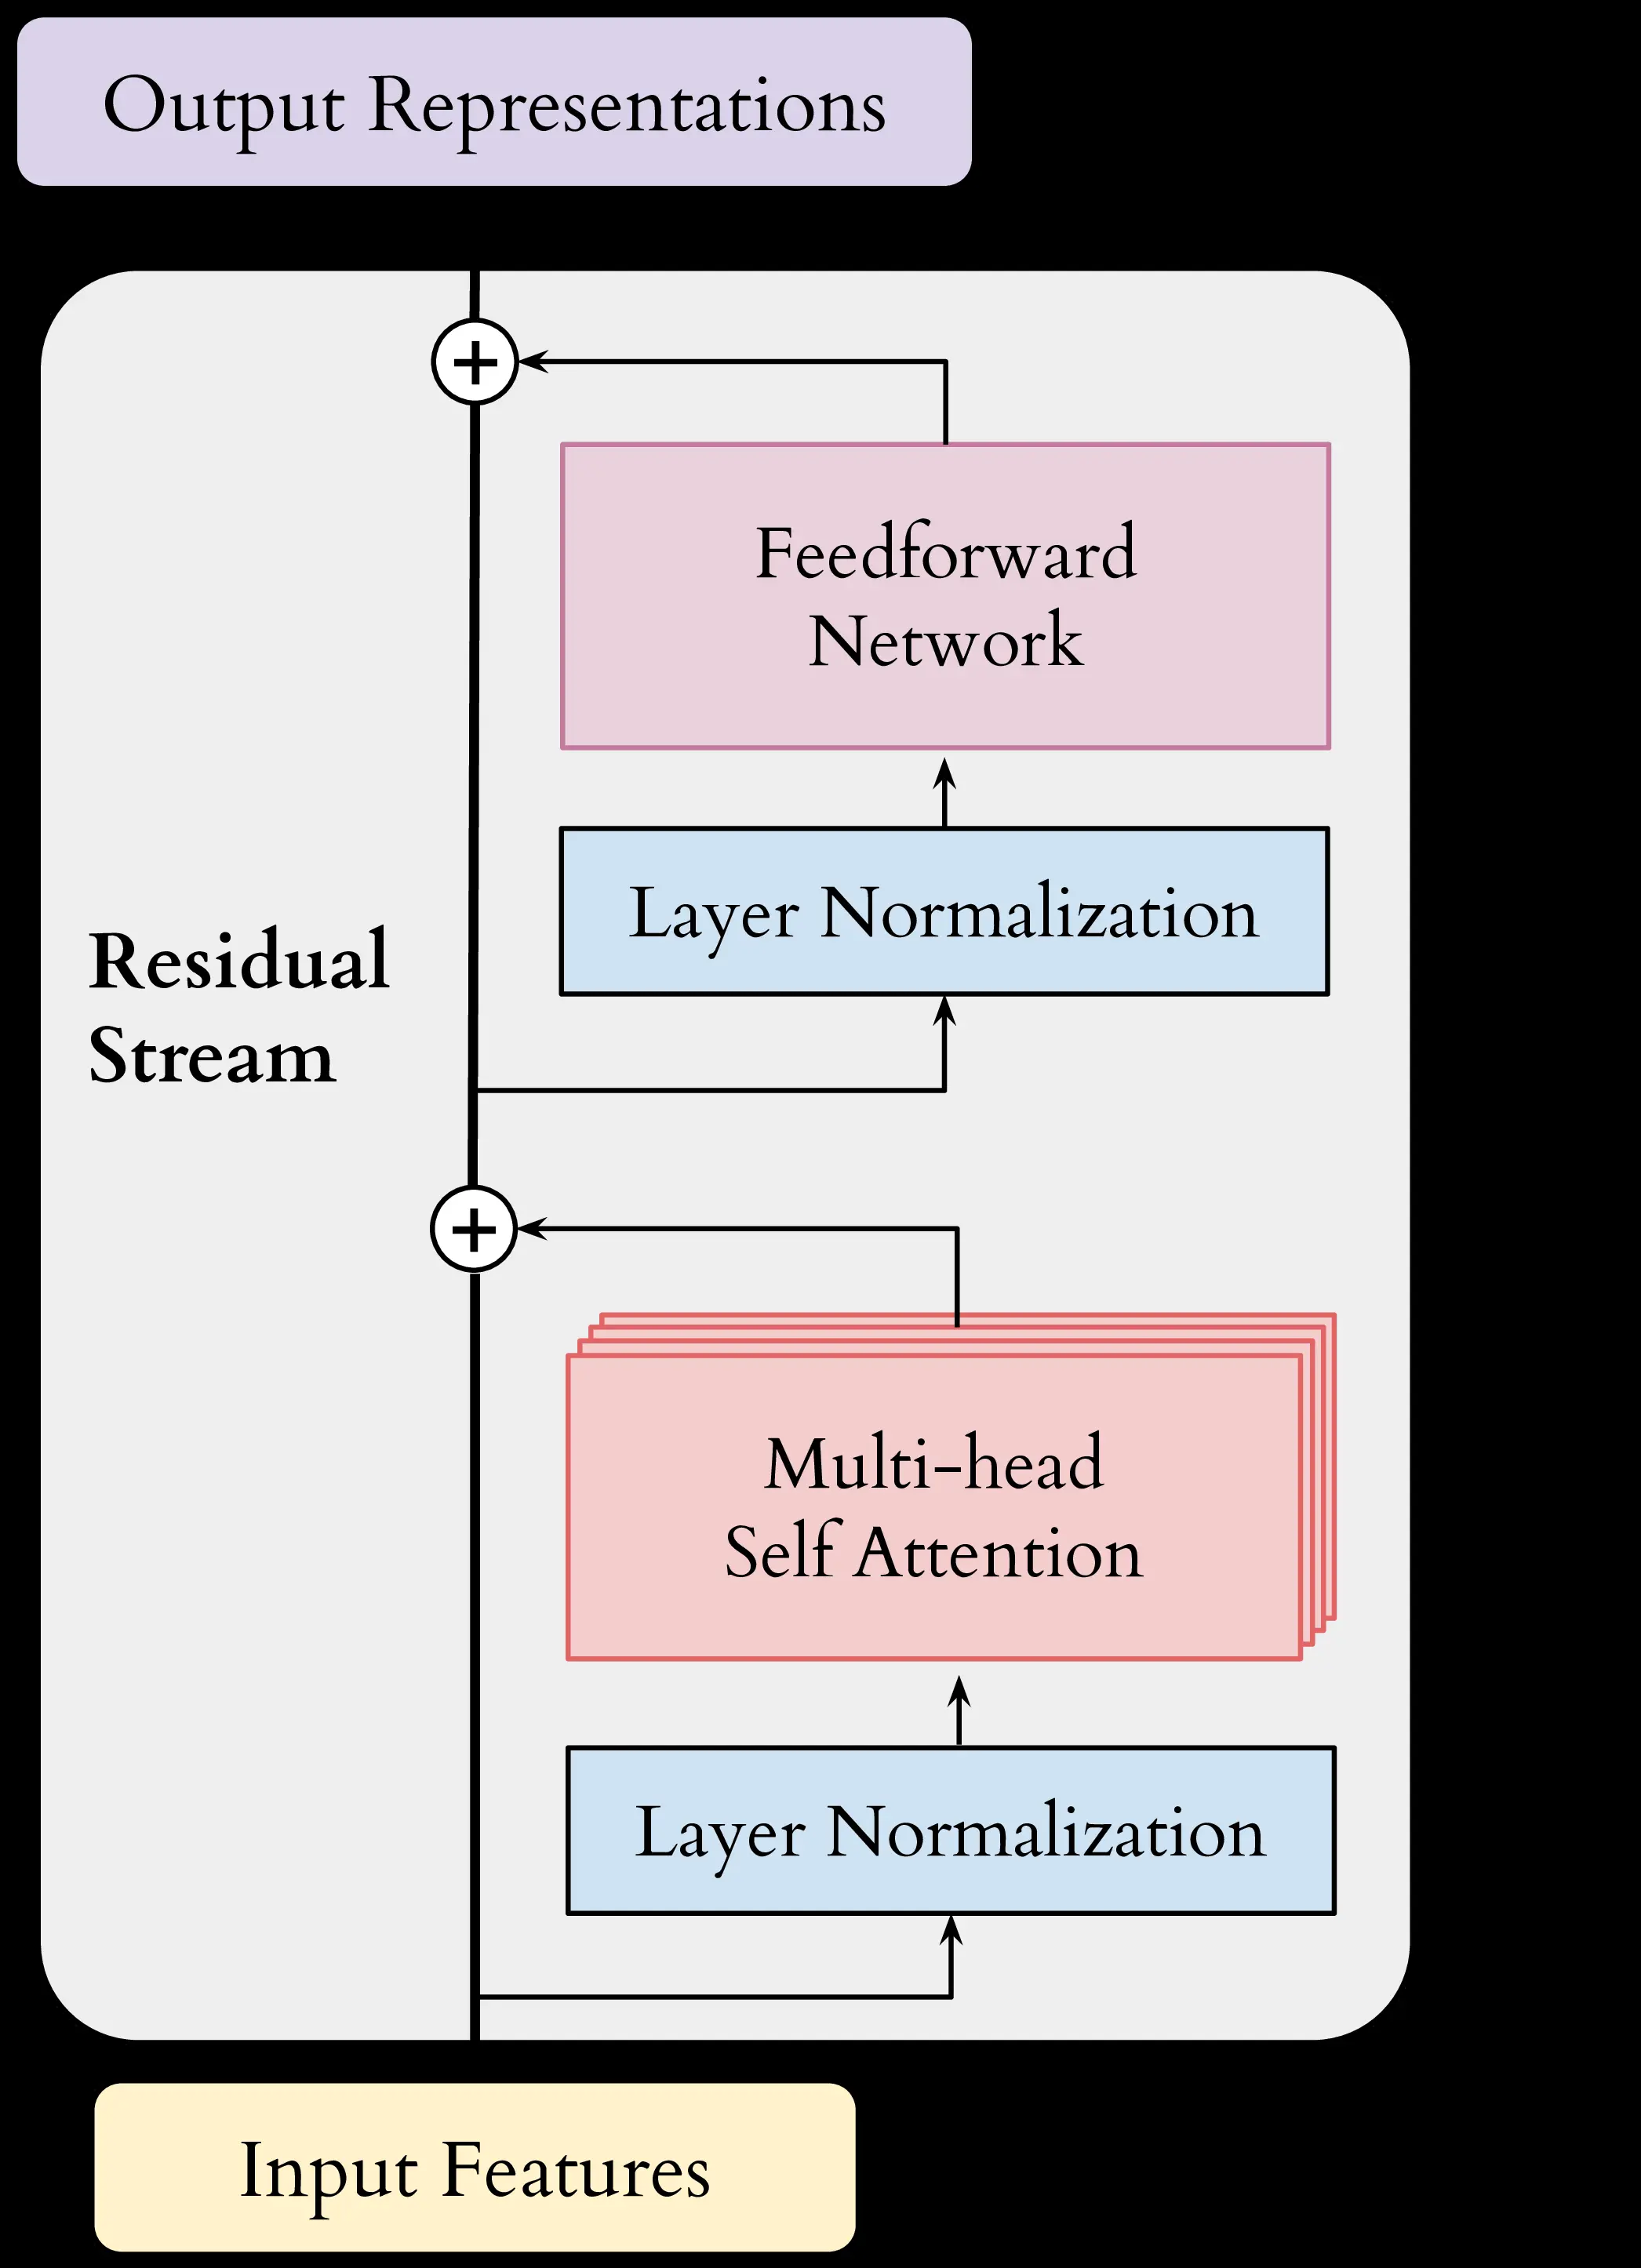 Output Representations
Feedforward
Network
Layer Normalization
Residual
Stream
Multi-head
Self Attention
Layer Normalization
Input Features